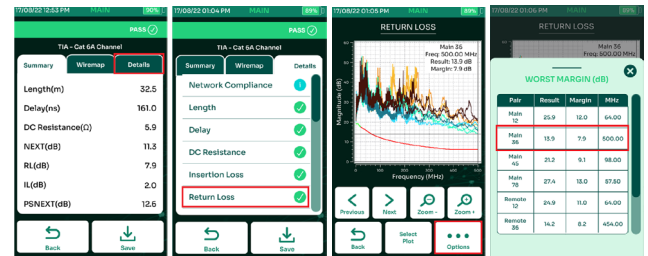 17/08/22 12:53 PM MAIN 90%
PASS
TIA - Cat 6A Channel
Summary Wiremap Details
Length(m) 32.5
Delay(ns) 161.0
DC Resistance(Ω) 5.9
NEXT(dB) 11.3
RL(dB) 7.9
IL(dB) 2.0
PSNEXT(dB) 12.6
Back Save
17/08/22 01:04 PM MAIN 89%
PASS
TIA - Cat 6A Channel
Summary Wiremap Details
Network Compliance
Length
Delay
DC Resistance
Insertion Loss
Return Loss
Back Save
17/08/22 01:05 PM MAIN 89%
RETURN LOSS
Main 36
Freq: 500.00 MHz
Result: 13.9 dB
Margin: 7.9 dB
Magnitude (dB)
Frequency (MHz)
Previous Next Zoom- Zoom+
Back Select Plot Options
17/08/22 01:06 PM MAIN 89%
RETURN LOSS
Main 36
Freq: 500.00 MHz
WORST MARGIN (dB)
Pair Result Margin MHz
Main 12 25.9 12.0 64.00
Main 36 13.9 7.9 500.00
Main 45 21.2 9.1 98.00
Main 78 27.4 13.0 57.50
Remote 12 24.9 11.0 64.00
Remote 36 14.2 8.2 454.00